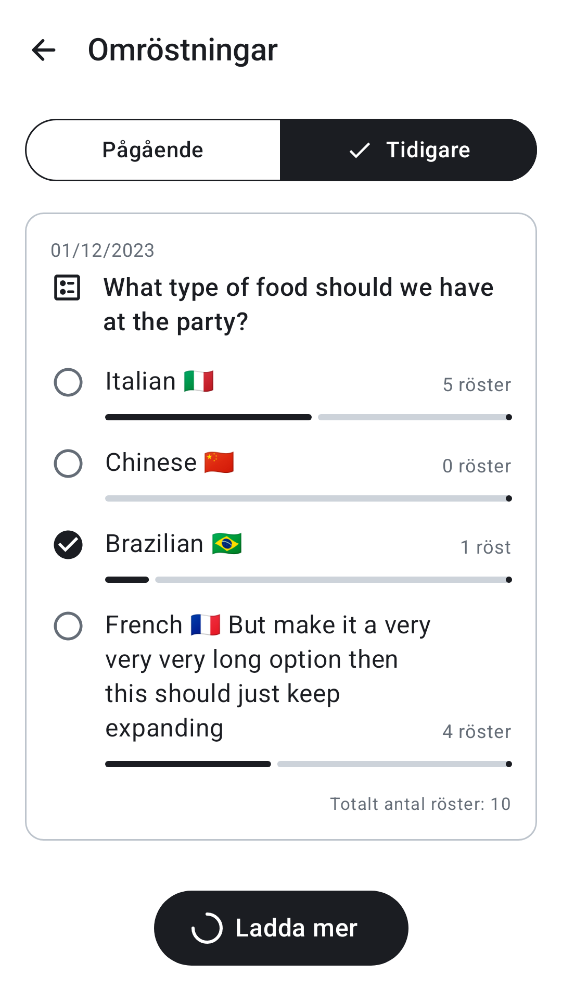 Omröstningar
Pågående
Tidigare
01/12/2023
What type of food should we have
at the party?
Italian 🇮🇹
5 röster
Chinese 🇨🇳
0 röster
Brazilian 🇧🇷
1 röst
French 🇫🇷 But make it a very
very very long option then
this should just keep
expanding
4 röster
Totalt antal röster: 10
Ladda mer